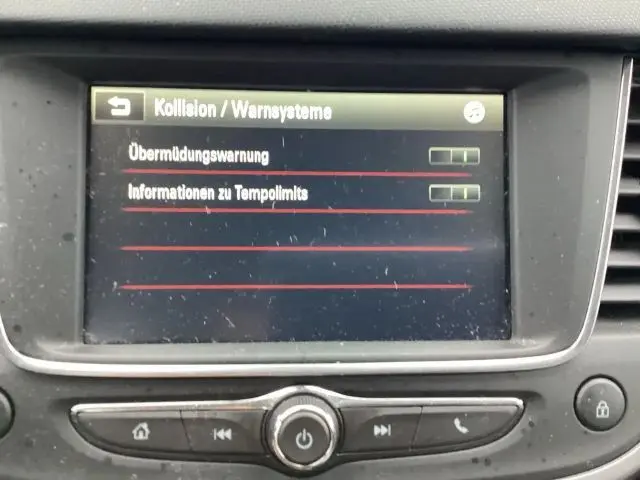 Kollision / Warnsysteme
Übermüdungswarnung
Informationen zu Tempolimits